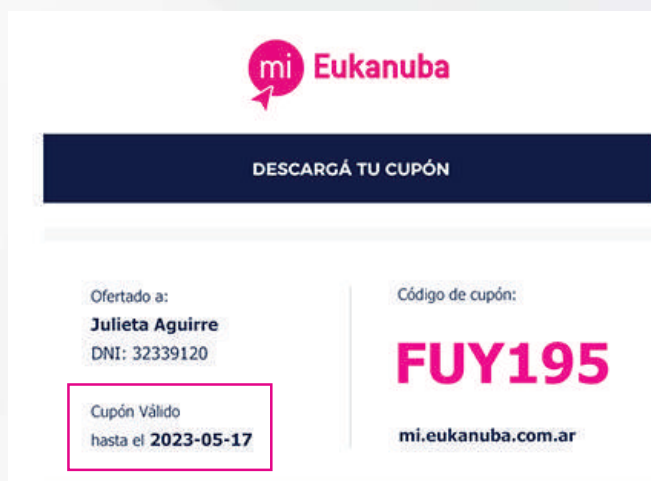 mi Eukanuba
DESCARGÁ TU CUPÓN
Ofertado a:
Julieta Aguirre
DNI: 32339120
Cupón Válido
hasta el 2023-05-17
Código de cupón:
FUY195
mi.eukanuba.com.ar